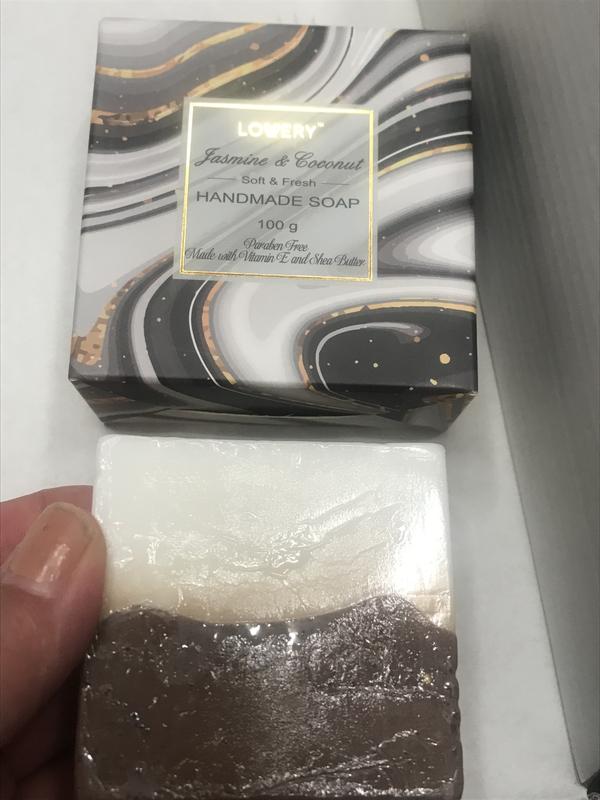 LOVERY™
Jasmine & Coconut
Soft & Fresh
HANDMADE SOAP
100 g
Paraben Free
Made with Vitamin E and Shea Butter